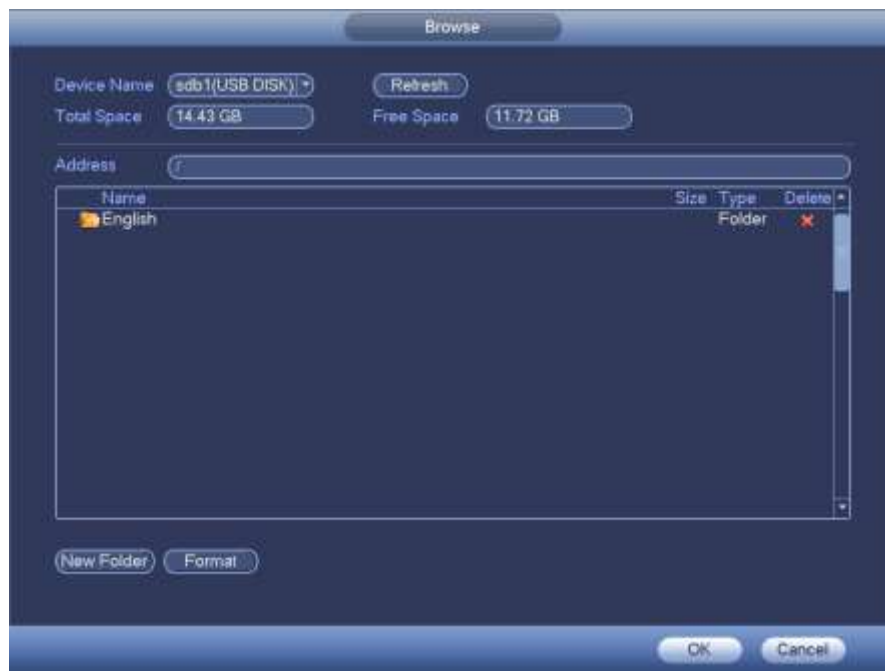 Browse
Device Name sdb1(USB DISK) Refresh
Total Space 14.43 GB Free Space 11.72 GB
Address /
Name Size Type Delete
English Folder
New Folder Format
OK Cancel